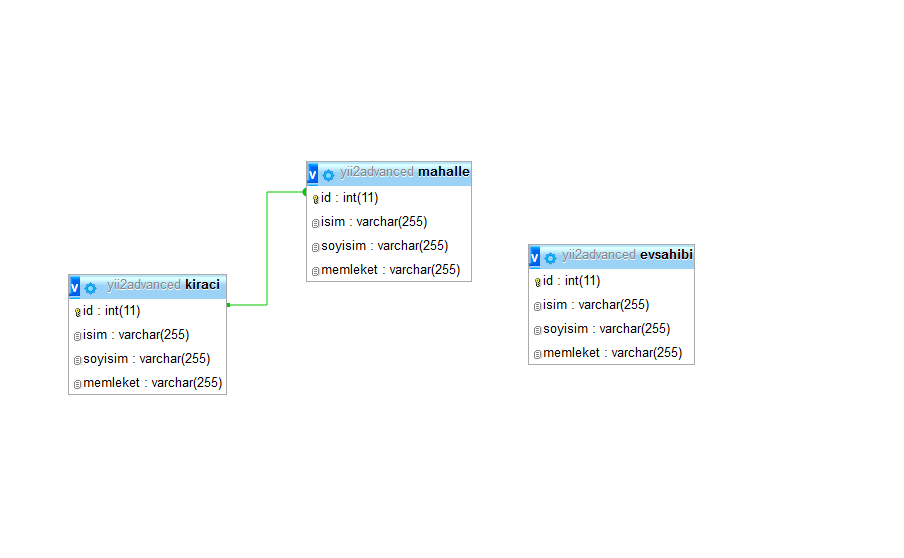 v yii2advanced mahalle
id : int(11)
isim : varchar(255)
soyisim : varchar(255)
memleket : varchar(255)
v yii2advanced evsahibi
id : int(11)
isim : varchar(255)
soyisim : varchar(255)
memleket : varchar(255)
v yii2advanced kiraci
id : int(11)
isim : varchar(255)
soyisim : varchar(255)
memleket : varchar(255)